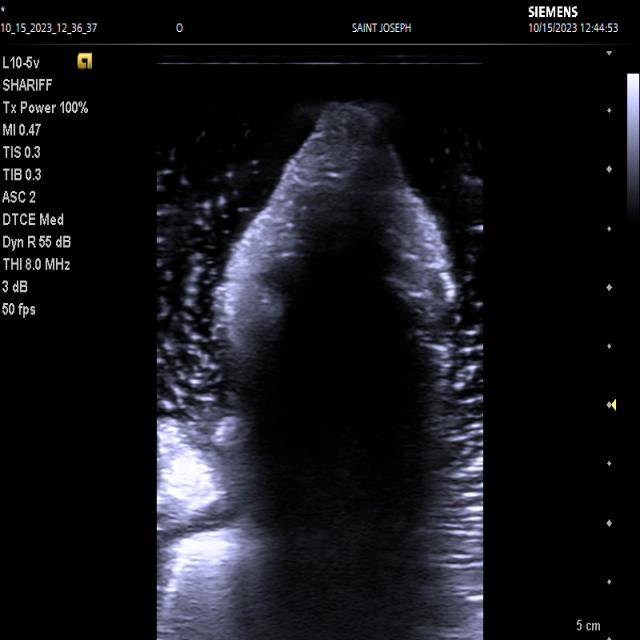 *
SIEMENS
10_15_2023_12_36_37 O SAINT JOSEPH 10/15/2023 12:44:53
L10-5v
SHARIFF
Tx Power 100%
MI 0.47
TIS 0.3
TIB 0.3
ASC 2
DTCE Med
Dyn R 55 dB
THI 8.0 MHz
3 dB
50 fps
5 cm